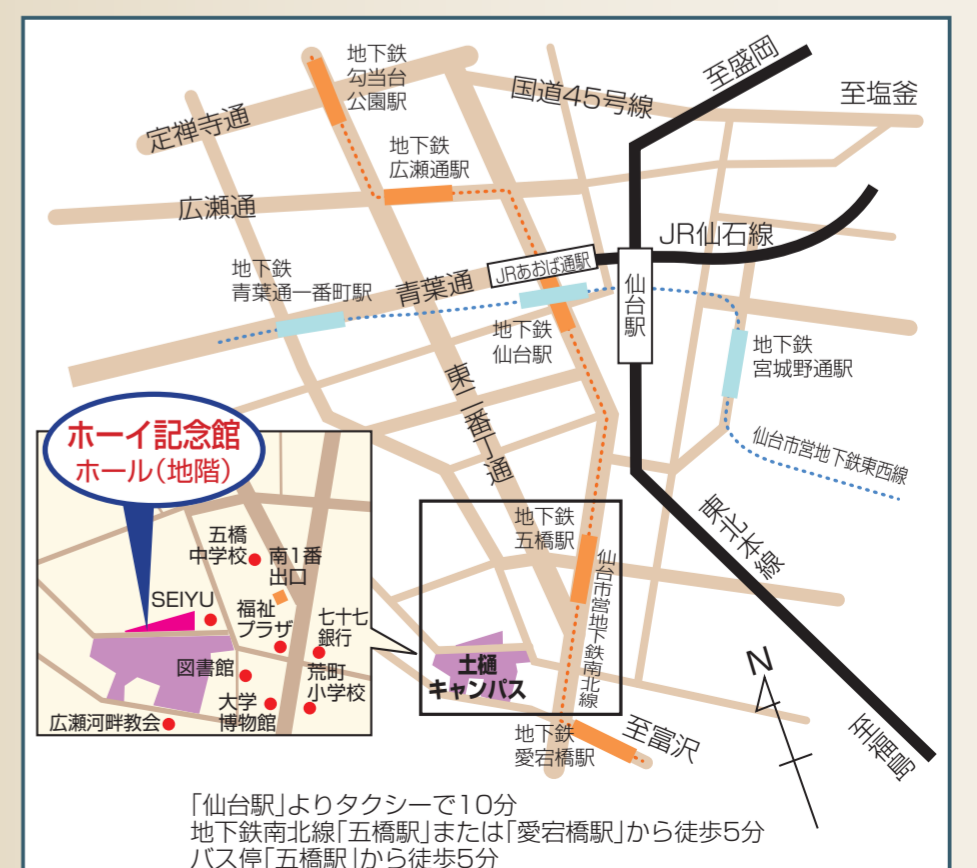 地下鉄
勾当台
公園駅
至盛岡
国道45号線
至塩釜
定禅寺通
地下鉄
広瀬通駅
広瀬通
JR仙石線
地下鉄
青葉通一番町駅
青葉通
JRあおば通駅
仙台駅
地下鉄
仙台駅
地下鉄
宮城野通駅
東二番丁通
仙台市営地下鉄東西線
ホーイ記念館
ホール(地階)
地下鉄
五橋駅
仙台市営地下鉄南北線
東北本線
五橋
中学校
南1番
出口
SEIYU
福祉
プラザ
七十七
銀行
図書館
荒町
小学校
大学
博物館
広瀬河畔教会
土樋
キャンパス
N
地下鉄
愛宕橋駅
至富沢
至福島
「仙台駅」よりタクシーで10分
地下鉄南北線「五橋駅」または「愛宕橋駅」から徒歩5分
バス停「五橋駅」から徒歩5分